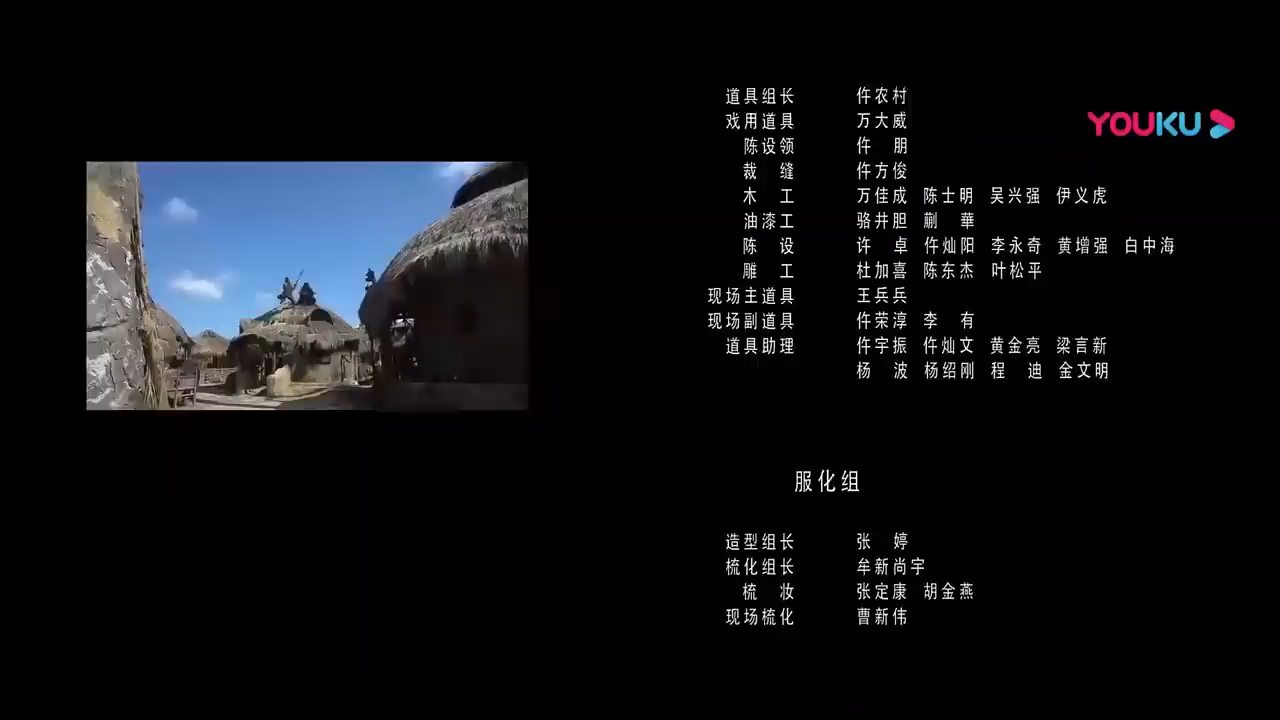 道具组长 仵农村
戏用道具 万大威
陈设领 仵 朋
裁 缝 仵方俊
木 工 万佳成 陈士明 吴兴强 伊义虎
油漆工 骆井胆 蒯 華
陈 设 许 卓 仵灿阳 李永奇 黄增强 白中海
雕 工 杜加喜 陈东杰 叶松平
现场主道具 王兵兵
现场副道具 仵荣淳 李 有
道具助理 仵宇振 仵灿文 黄金亮 梁言新
杨 波 杨绍刚 程 迪 金文明
服化组
造型组长 张 婷
梳化组长 牟新尚宇
梳 妆 张定康 胡金燕
现场梳化 曹新伟
YOUKU